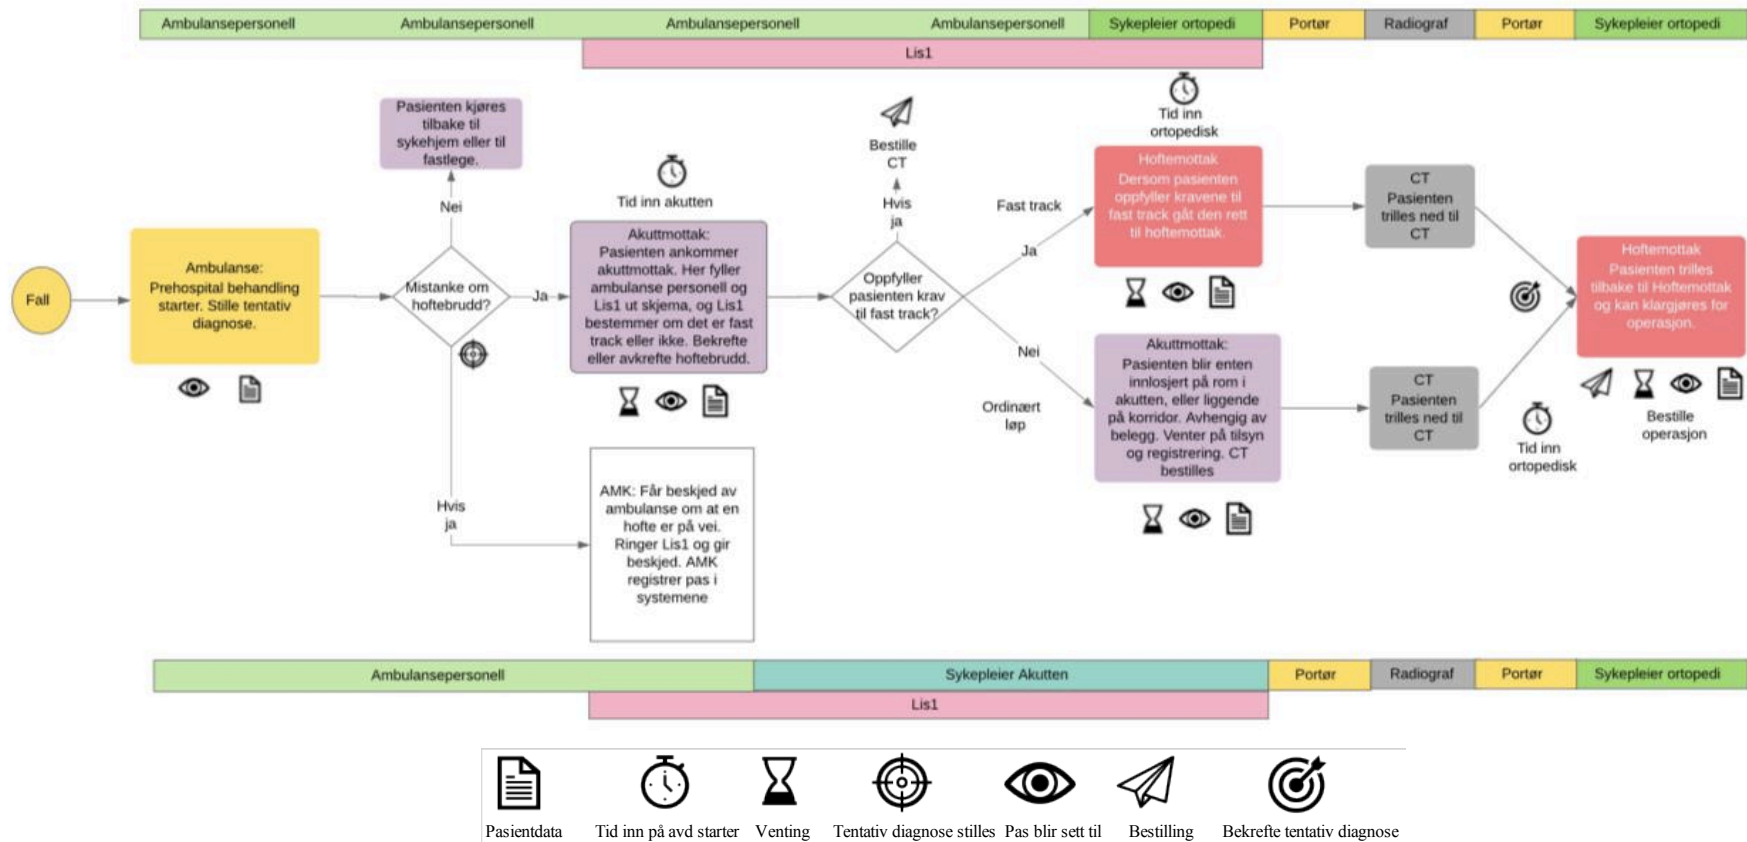 Ambulansepersonell Ambulansepersonell Ambulansepersonell Ambulansepersonell Sykepleier ortopedi Portør Radiograf Portør Sykepleier ortopedi
Lis1
Fall
Ambulanse:
Prehospital behandling
starter. Stille tentativ
diagnose.
Pasienten kjøres
tilbake til
sykehjem eller til
fastlege.
Nei
Mistanke om
hoftebrudd?
Ja
Hvis
ja
Tid inn akutten
Akuttmottak:
Pasienten ankommer
akuttmottak. Her fyller
ambulanse personell og
Lis1 ut skjema, og Lis1
bestemmer om det er fast
track eller ikke. Bekrefte
eller avkrefte hoftebrudd.
AMK: Får beskjed av
ambulanse om at en
hofte er på vei.
Ringer Lis1 og gir
beskjed. AMK
registrer pas i
systemene
Bestille
CT
Hvis
ja
Oppfyller
pasienten krav
til fast track?
Fast track
Ja
Nei
Ordinært
løp
Tid inn
ortopedisk
Hoftemottak
Dersom pasienten
oppfyller kravene til
fast track gåt den rett
til hoftemottak.
Akuttmottak:
Pasienten blir enten
innlosjert på rom i
akutten, eller liggende
på korridor. Avhengig av
belegg. Venter på tilsyn
og registrering. CT
bestilles
CT
Pasienten
trilles ned til
CT
CT
Pasienten
trilles ned til
CT
Tid inn
ortopedisk
Hoftemottak
Pasienten trilles
tilbake til Hoftemottak
og kan klargjøres for
operasjon.
Bestille
operasjon
Ambulansepersonell Sykepleier Akutten Portør Radiograf Portør Sykepleier ortopedi
Lis1
Pasientdata Tid inn på avd starter Venting Tentativ diagnose stilles Pas blir sett til Bestilling Bekrefte tentativ diagnose